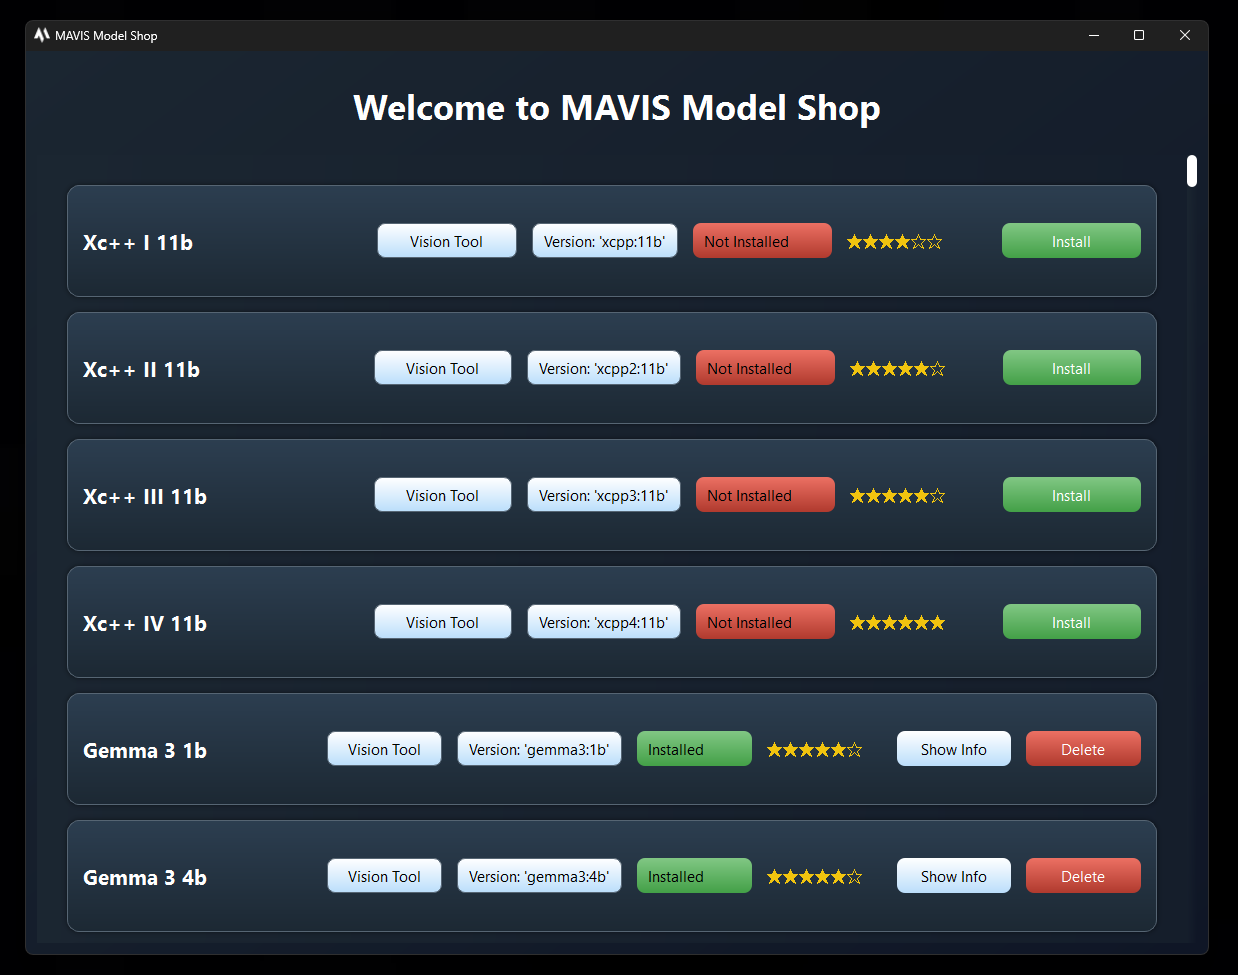 MAVIS Model Shop
Welcome to MAVIS Model Shop
Xc++ I 11b Vision Tool Version: 'xcpp:11b' Not Installed ★★★★☆☆ Install
Xc++ II 11b Vision Tool Version: 'xcpp2:11b' Not Installed ★★★★★☆ Install
Xc++ III 11b Vision Tool Version: 'xcpp3:11b' Not Installed ★★★★★☆ Install
Xc++ IV 11b Vision Tool Version: 'xcpp4:11b' Not Installed ★★★★★★ Install
Gemma 3 1b Vision Tool Version: 'gemma3:1b' Installed ★★★★★☆ Show Info Delete
Gemma 3 4b Vision Tool Version: 'gemma3:4b' Installed ★★★★★☆ Show Info Delete